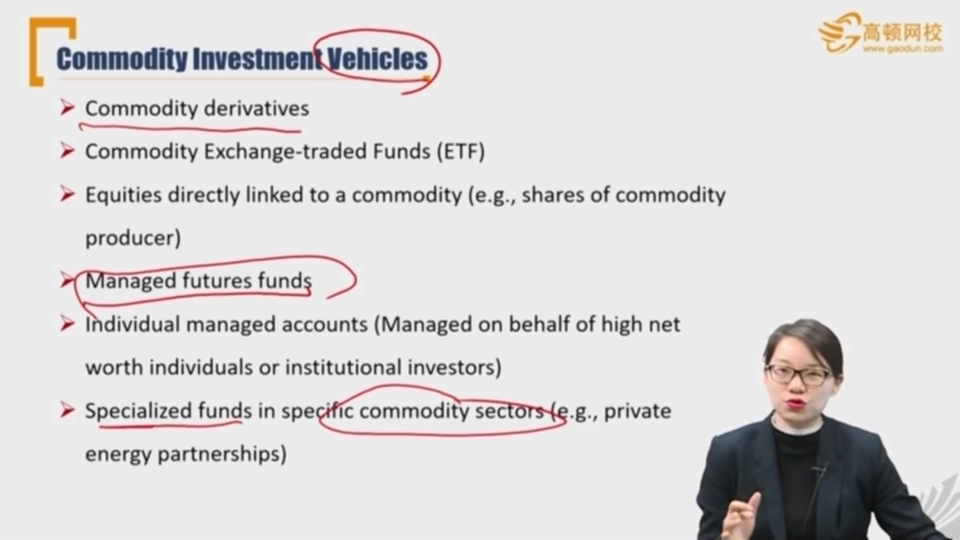 高顿网校
www.gaodun.com
Commodity Investment Vehicles
Commodity derivatives
Commodity Exchange-traded Funds (ETF)
Equities directly linked to a commodity (e.g., shares of commodity
producer)
Managed futures funds
Individual managed accounts (Managed on behalf of high net
worth individuals or institutional investors)
Specialized funds in specific commodity sectors (e.g., private
energy partnerships)